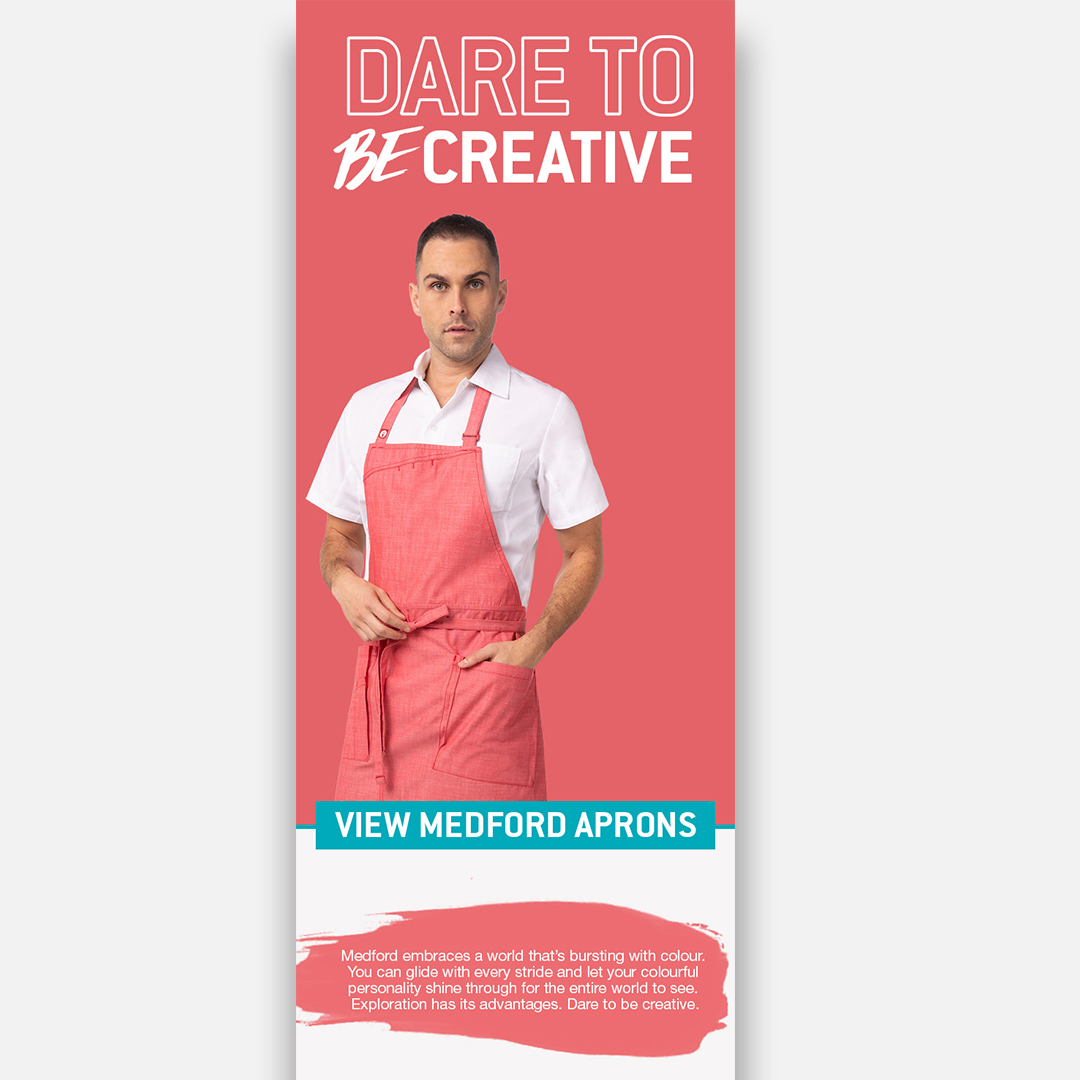 DARE TO
BE CREATIVE
VIEW MEDFORD APRONS
Medford embraces a world that's bursting with colour.
You can glide with every stride and let your colourful
personality shine through for the entire world to see.
Exploration has its advantages. Dare to be creative.